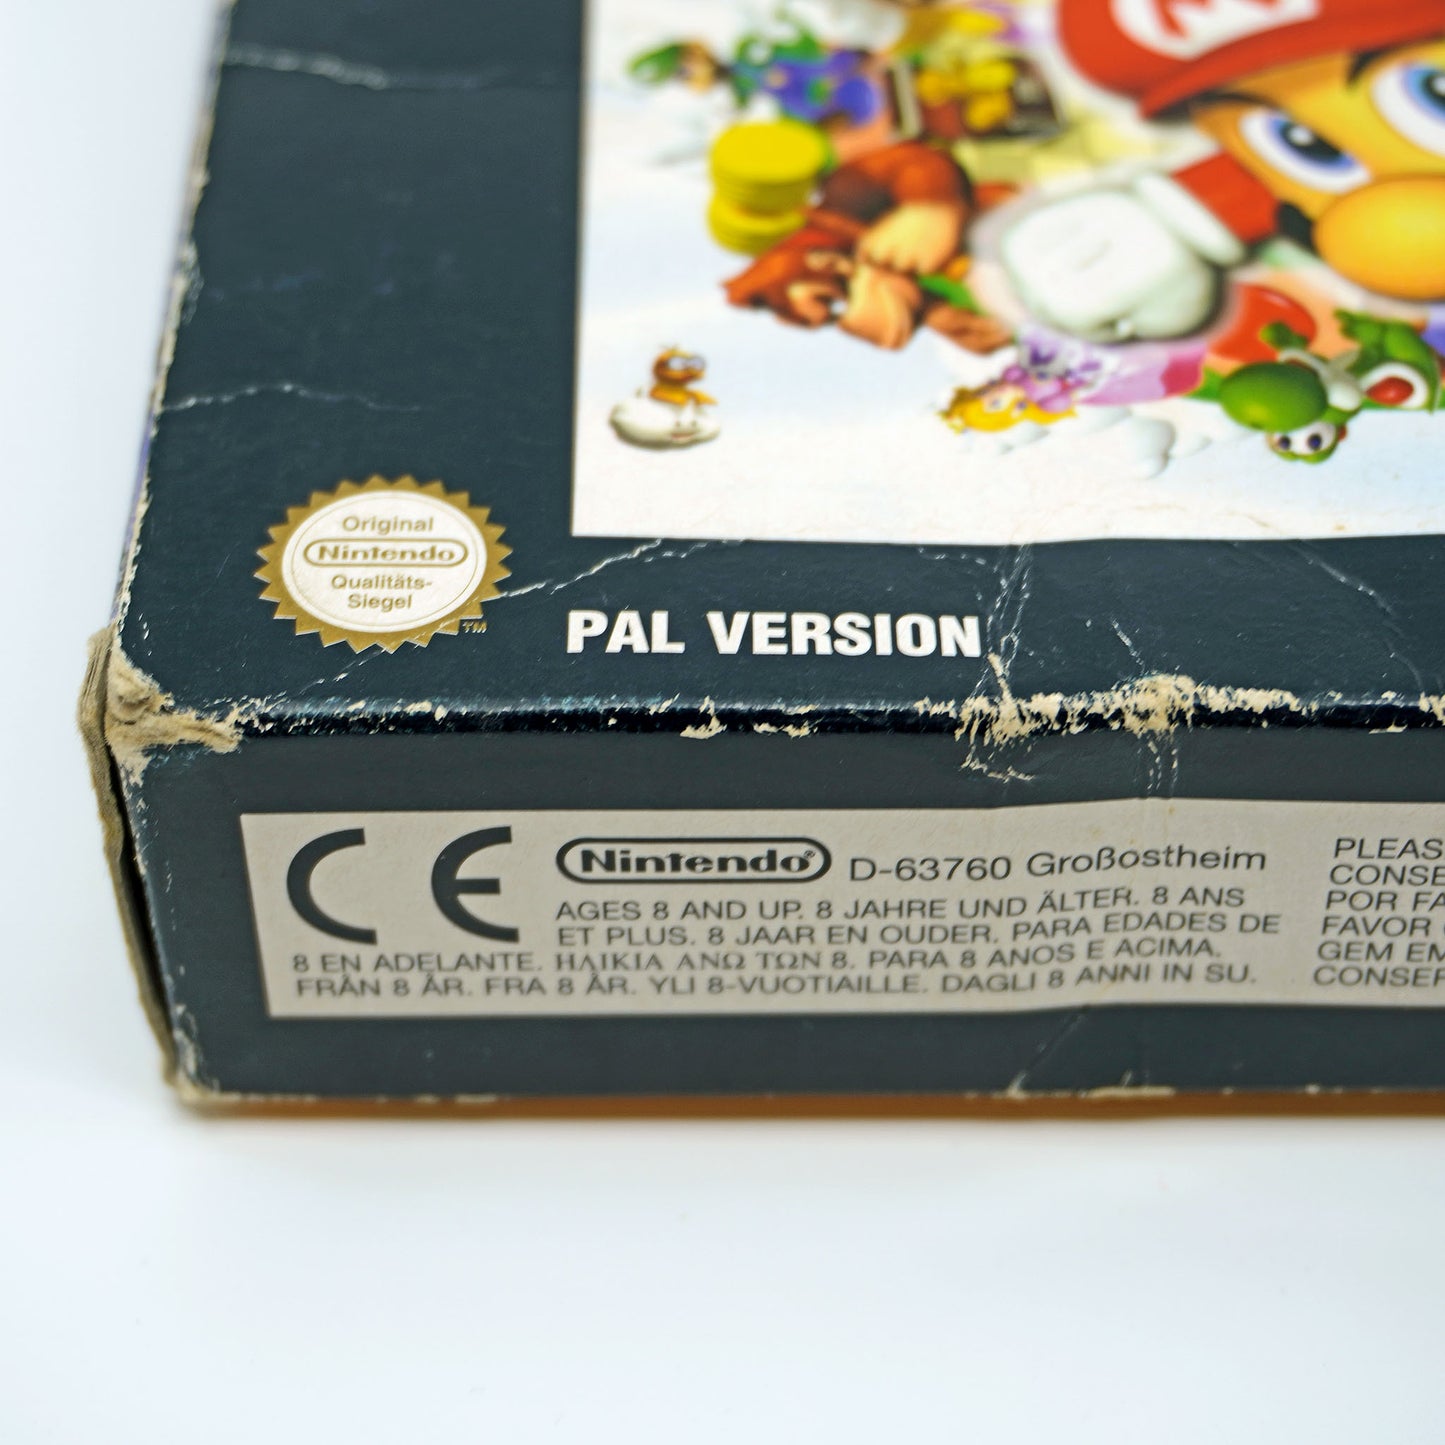 M
Original
Nintendo
Qualitäts-
Siegel
TM
PAL VERSION
CE
Nintendo® D-63760 Großostheim
AGES 8 AND UP. 8 JAHRE UND ÄLTER. 8 ANS
ET PLUS. 8 JAAR EN OUDER. PARA EDADES DE
8 EN ADELANTE. ΗΛΙΚΙΑ ΑΝΩ ΤΩΝ 8. PARA 8 ANOS E ACIMA.
FRÅN 8 ÅR. FRA 8 ÅR. YLI 8-VUOTIAILLE. DAGLI 8 ANNI IN SU.
PLEAS
CONSE
POR FA
FAVOR
GEM EM
CONSER